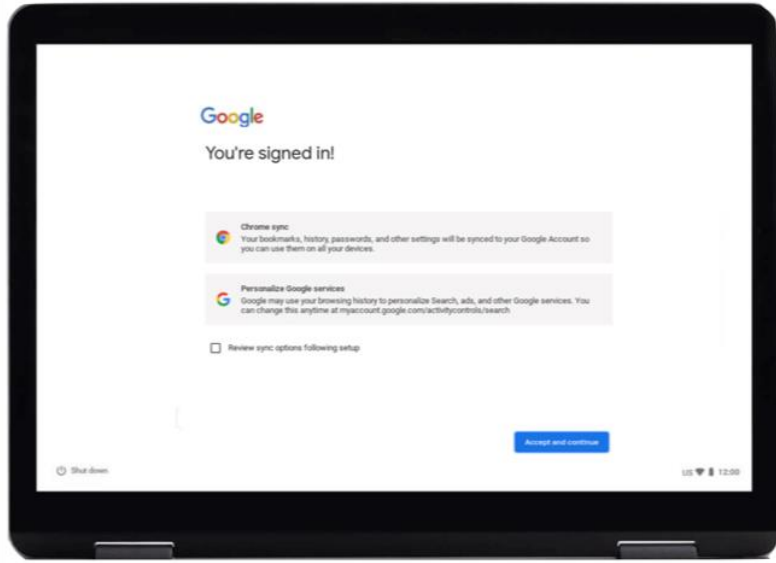 Google
You're signed in!
Chrome sync
Your bookmarks, history, passwords, and other settings will be synced to your Google Account so
you can use them on all your devices.
Personalize Google services
Google may use your browsing history to personalize Search, ads, and other Google services. You
can change this anytime at myaccount.google.com/activitycontrols/search
Review sync options following setup
Accept and continue
Shut down
US 12:00